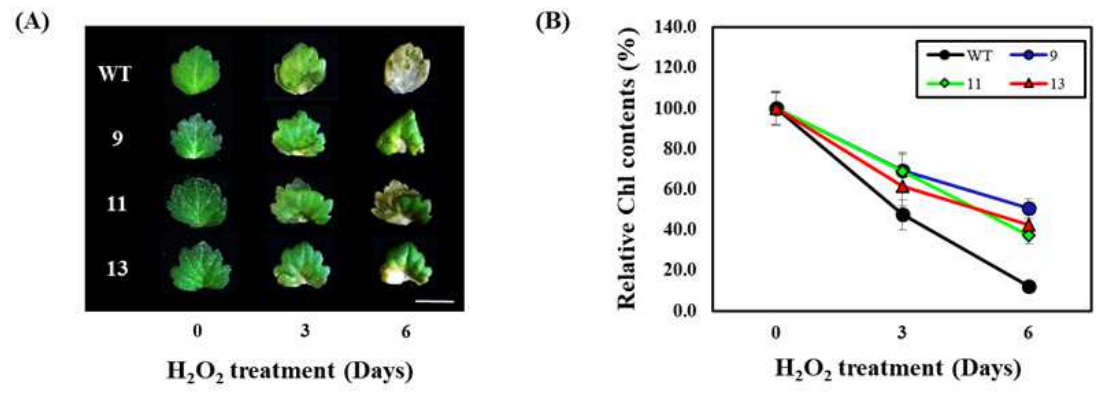 (A)
WT
9
11
13
0 3 6
H₂O₂ treatment (Days)
(B)
Relative Chl contents (%)
140.0
120.0
100.0
80.0
60.0
40.0
20.0
0.0
WT 9
11 13
0 3 6
H₂O₂ treatment (Days)